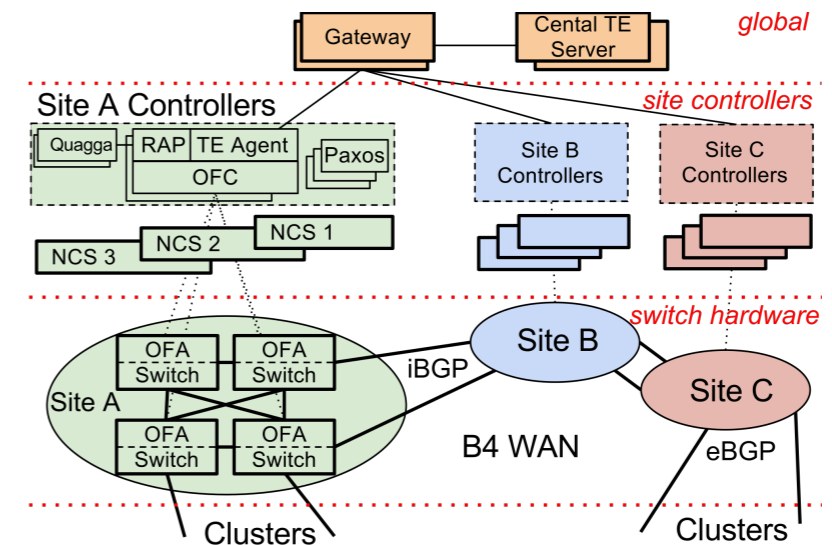 Gateway
Cental TE
Server
global
Site A Controllers
site controllers
Quagga
RAP
TE Agent
OFC
Paxos
Site B
Controllers
Site C
Controllers
NCS 1
NCS 2
NCS 3
switch hardware
OFA
Switch
OFA
Switch
Site A
OFA
Switch
OFA
Switch
iBGP
Site B
Site C
B4 WAN
eBGP
Clusters
Clusters